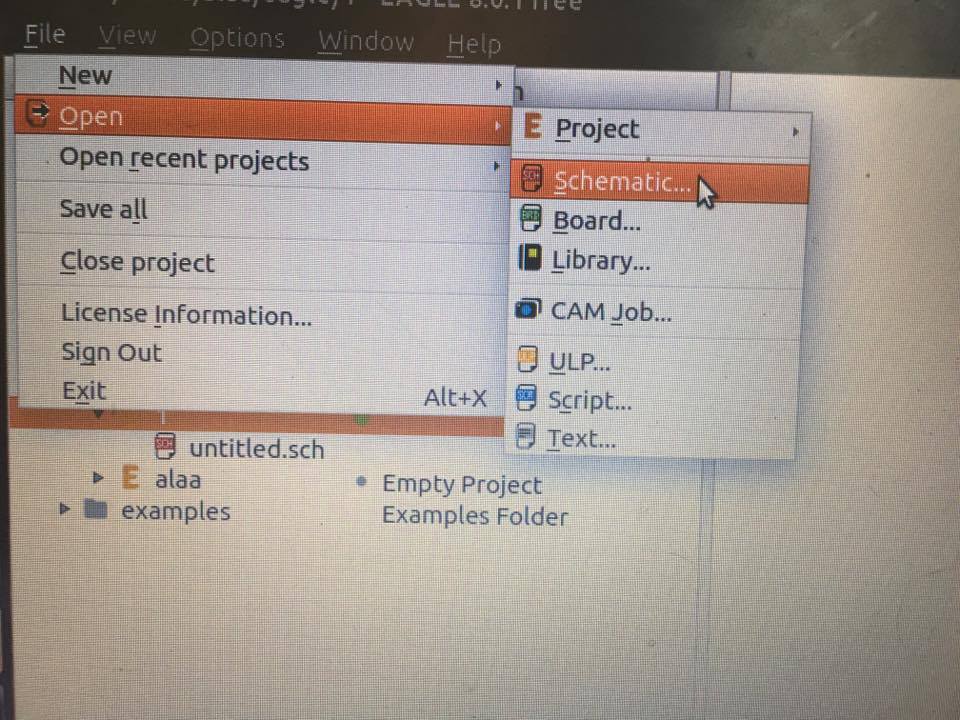 EAGLE 8.0.1 Free
File View Options Window Help
New
Open
Open recent projects
Save all
Close project
License Information...
Sign Out
Exit Alt+X
Project
Schematic...
Board...
Library...
CAM Job...
ULP...
Script...
Text...
untitled.sch
alaa Empty Project
examples Examples Folder